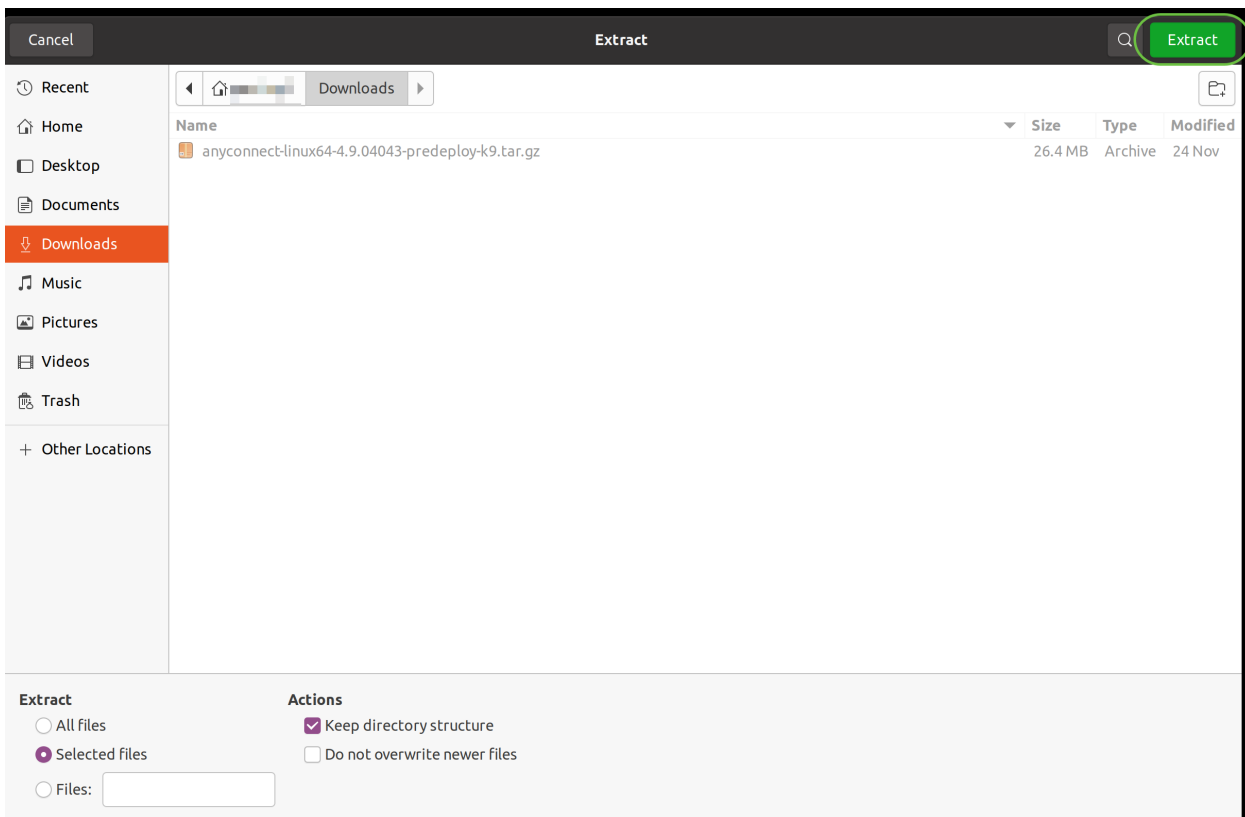 Cancel
Extract
Extract
Recent
Home
Desktop
Documents
Downloads
Music
Pictures
Videos
Trash
Other Locations
Downloads
Name Size Type Modified
anyconnect-linux64-4.9.04043-predeploy-k9.tar.gz 26.4 MB Archive 24 Nov
Extract
All files
Selected files
Files:
Actions
Keep directory structure
Do not overwrite newer files